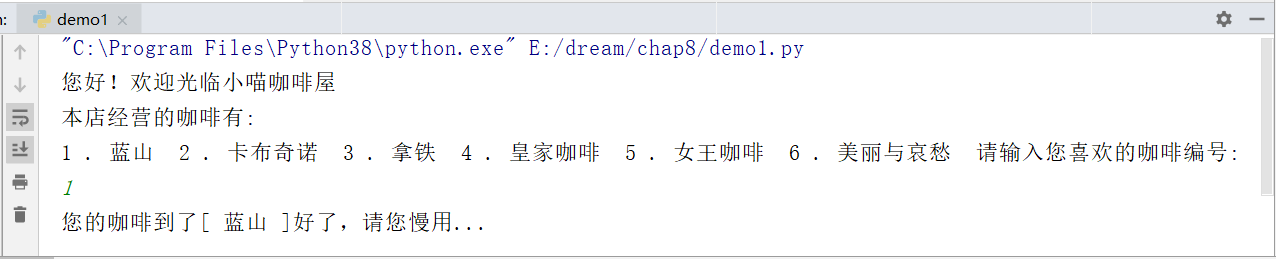 n:
demo1
"C:\Program Files\Python38\python.exe" E:/dream/chap8/demo1.py
您好！欢迎光临小喵咖啡屋
本店经营的咖啡有:
1 . 蓝山  2 . 卡布奇诺  3 . 拿铁  4 . 皇家咖啡  5 . 女王咖啡  6 . 美丽与哀愁  请输入您喜欢的咖啡编号:
1
您的咖啡到了[ 蓝山 ]好了，请您慢用...